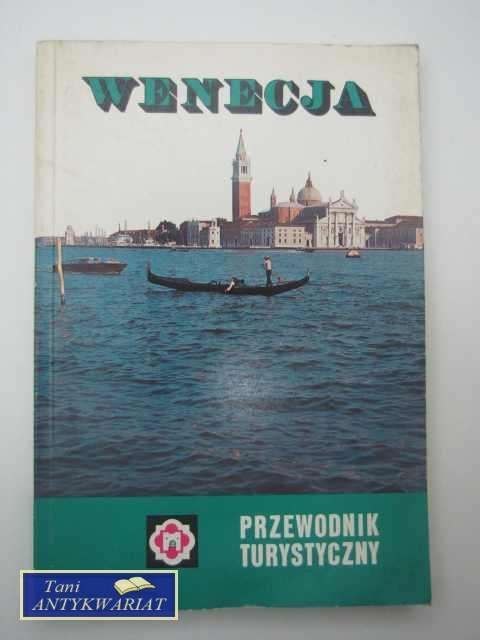 WENECJA
PRZEWODNIK
TURYSTYCZNY
Tani
ANTYKWARIAT